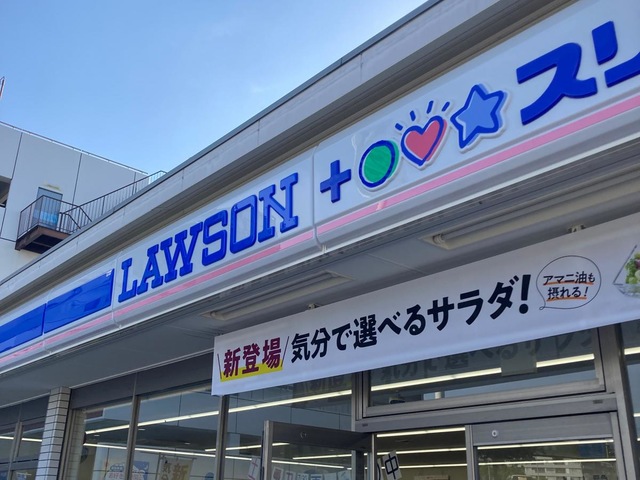 LAWSON + スリ
新登場 気分で選べるサラダ!
アマニ油も
摂れる!
中